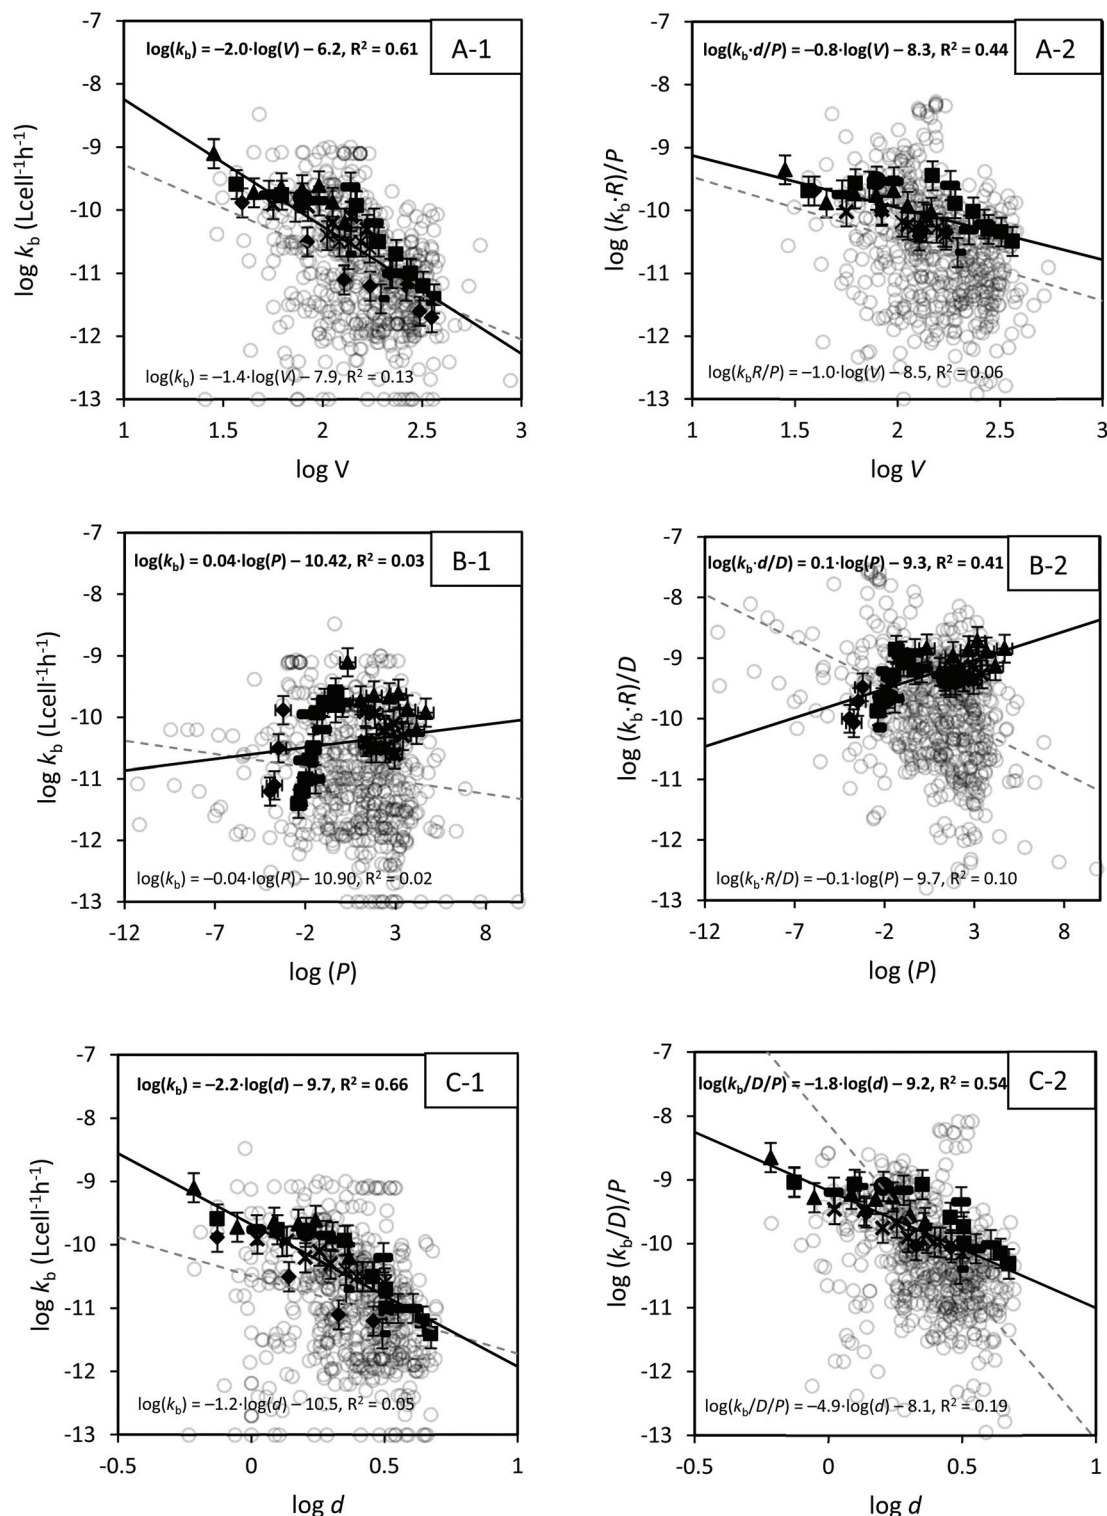 log(kb) = –2.0·log(V) – 6.2, R² = 0.61
A-1
-7
-8
-9
-10
-11
-12
-13
log kb (Lcell⁻¹h⁻¹)
log(kb) = –1.4·log(V) – 7.9, R² = 0.13
1 1.5 2 2.5 3
log V
log(kb·d/P) = –0.8·log(V) – 8.3, R² = 0.44
A-2
-7
-8
-9
-10
-11
-12
-13
log (kb·R)/P
log(kbR/P) = –1.0·log(V) – 8.5, R² = 0.06
1 1.5 2 2.5 3
log V
log(kb) = 0.04·log(P) – 10.42, R² = 0.03
B-1
-7
-8
-9
-10
-11
-12
-13
log kb (Lcell⁻¹h⁻¹)
log(kb) = –0.04·log(P) – 10.90, R² = 0.02
-12 -7 -2 3 8
log (P)
log(kb·d/D) = 0.1·log(P) – 9.3, R² = 0.41
B-2
-7
-8
-9
-10
-11
-12
-13
log (kb·R)/D
log(kb·R/D) = –0.1·log(P) – 9.7, R² = 0.10
-12 -7 -2 3 8
log (P)
log(kb) = –2.2·log(d) – 9.7, R² = 0.66
C-1
-7
-8
-9
-10
-11
-12
-13
log kb (Lcell⁻¹h⁻¹)
log(kb) = –1.2·log(d) – 10.5, R² = 0.05
-0.5 0 0.5 1
log d
log(kb/D/P) = –1.8·log(d) – 9.2, R² = 0.54
C-2
-7
-8
-9
-10
-11
-12
-13
log (kb/D)/P
log(kb/D/P) = –4.9·log(d) – 8.1, R² = 0.19
-0.5 0 0.5 1
log d